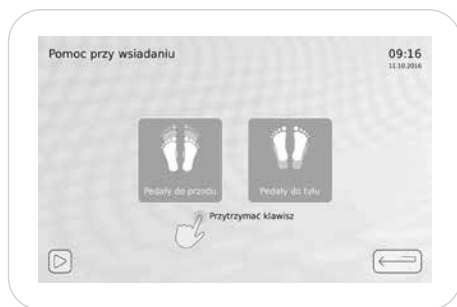 Pomoc przy wsiadaniu
09:16
11.10.2016
Pedały do przodu
Pedały do tyłu
Przytrzymać klawisz